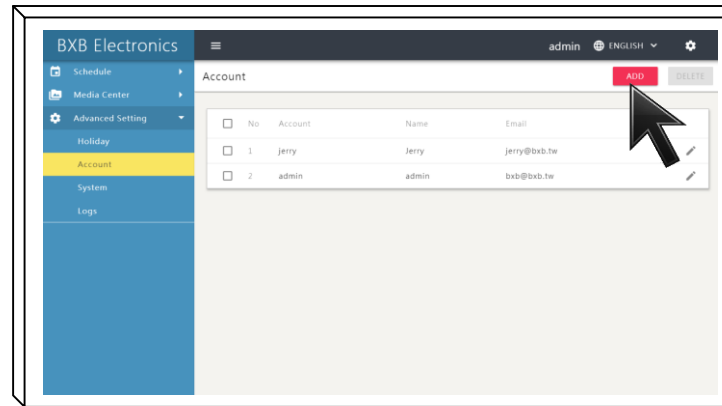 BXB Electronics
admin ENGLISH
Schedule
Account
ADD
DELETE
Media Center
Advanced Setting
Holiday
Account
System
Logs
No Account Name Email
1 jerry Jerry jerry@bxb.tw
2 admin admin bxb@bxb.tw